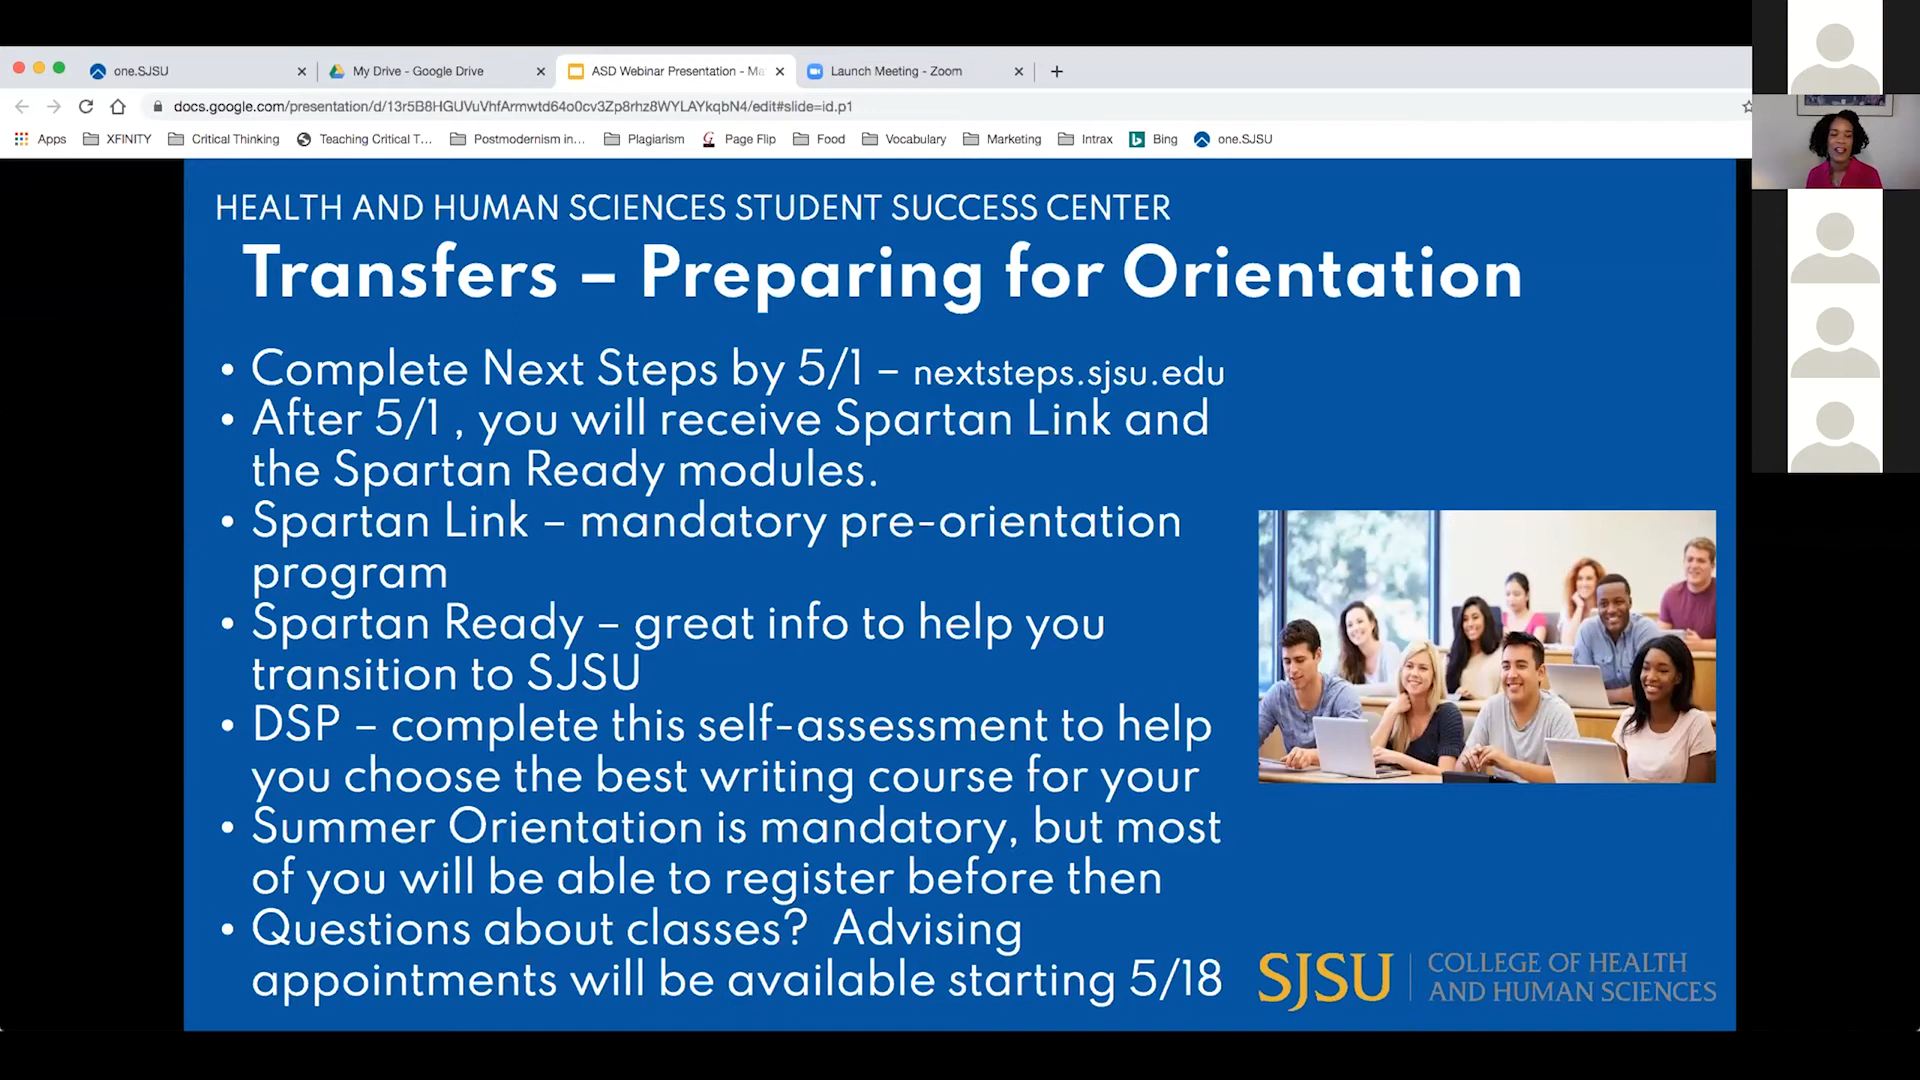 one.SJSU
My Drive - Google Drive
ASD Webinar Presentation - Ma
Launch Meeting - Zoom
docs.google.com/presentation/d/13r5B8HGUVuVhfArmwtd64o0cv3Zp8rhz8WYLAYkqbN4/edit#slide=id.p1
Apps XFINITY Critical Thinking Teaching Critical T... Postmodernism in... Plagiarism Page Flip Food Vocabulary Marketing Intrax Bing one.SJSU
HEALTH AND HUMAN SCIENCES STUDENT SUCCESS CENTER
Transfers – Preparing for Orientation
• Complete Next Steps by 5/1 – nextsteps.sjsu.edu
• After 5/1 , you will receive Spartan Link and
the Spartan Ready modules.
• Spartan Link – mandatory pre-orientation
program
• Spartan Ready – great info to help you
transition to SJSU
• DSP – complete this self-assessment to help
you choose the best writing course for your
• Summer Orientation is mandatory, but most
of you will be able to register before then
• Questions about classes? Advising
appointments will be available starting 5/18
SJSU
COLLEGE OF HEALTH
AND HUMAN SCIENCES